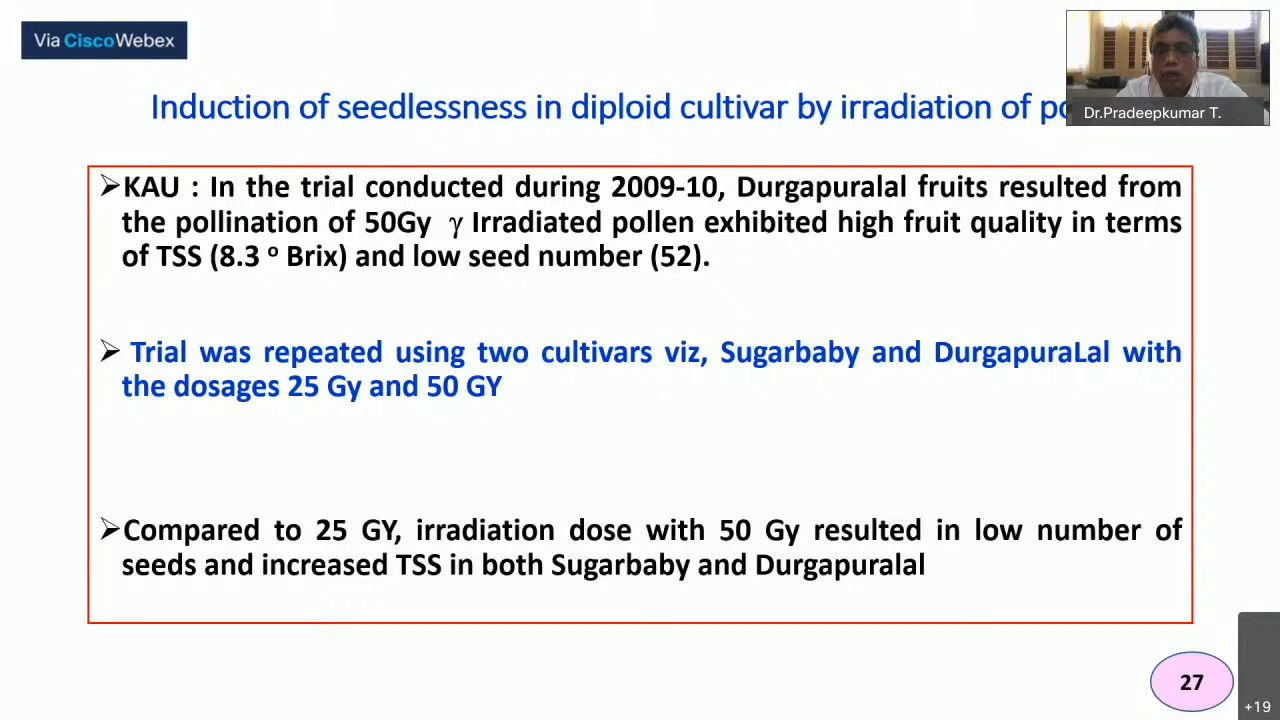 Via CiscoWebex
Dr.Pradeepkumar T.
Induction of seedlessness in diploid cultivar by irradiation of
➢KAU : In the trial conducted during 2009-10, Durgapuralal fruits resulted from
the pollination of 50Gy γ Irradiated pollen exhibited high fruit quality in terms
of TSS (8.3 ᵒ Brix) and low seed number (52).
➢ Trial was repeated using two cultivars viz, Sugarbaby and DurgapuraLal with
the dosages 25 Gy and 50 GY
➢Compared to 25 GY, irradiation dose with 50 Gy resulted in low number of
seeds and increased TSS in both Sugarbaby and Durgapuralal
27
+19